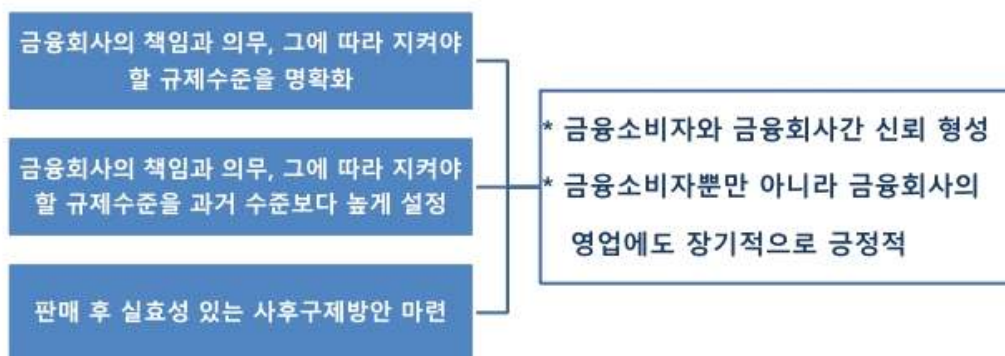 금융회사의 책임과 의무, 그에 따라 지켜야
할 규제수준을 명확화
금융회사의 책임과 의무, 그에 따라 지켜야
할 규제수준을 과거 수준보다 높게 설정
판매 후 실효성 있는 사후구제방안 마련
* 금융소비자와 금융회사간 신뢰 형성
* 금융소비자뿐만 아니라 금융회사의
영업에도 장기적으로 긍정적